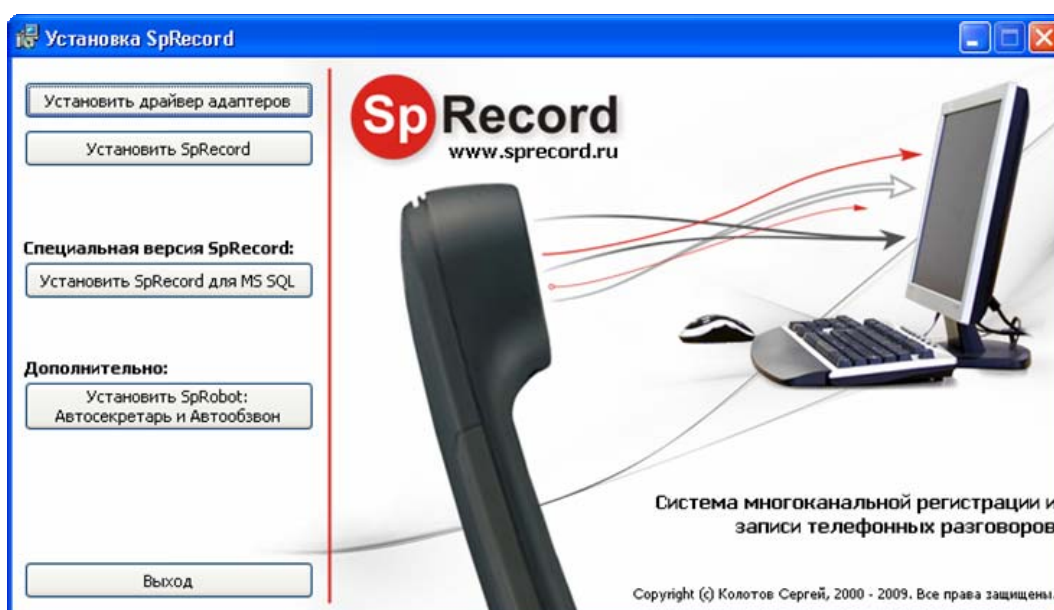 Установка SpRecord
Установить драйвер адаптеров
Установить SpRecord
Специальная версия SpRecord:
Установить SpRecord для MS SQL
Дополнительно:
Установить SpRobot:
Автосекретарь и Автообзвон
Выход
Sp Record
www.sprecord.ru
Система многоканальной регистрации и
записи телефонных разговоров
Copyright (c) Колотов Сергей, 2000 - 2009. Все права защищены.